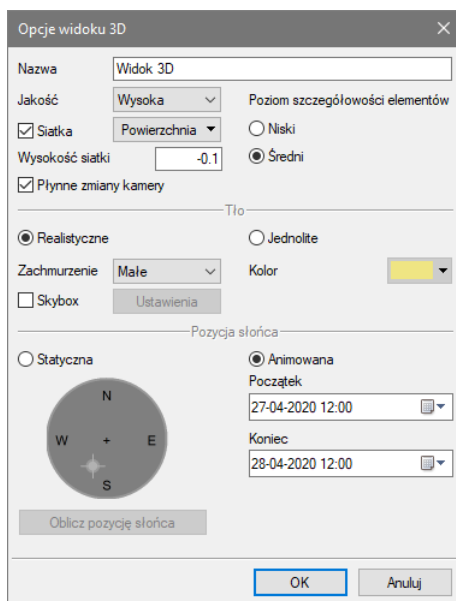 Opcje widoku 3D
Nazwa Widok 3D
Jakość Wysoka Poziom szczegółowości elementów
Siatka Powierzchnia Niski
Wysokość siatki -0.1 Średni
Płynne zmiany kamery
Tło
Realistyczne Jednolite
Zachmurzenie Małe Kolor
Skybox Ustawienia
Pozycja słońca
Statyczna Animowana
Początek
N
27-04-2020 12:00
W + E Koniec
28-04-2020 12:00
S
Oblicz pozycję słońca
OK Anuluj